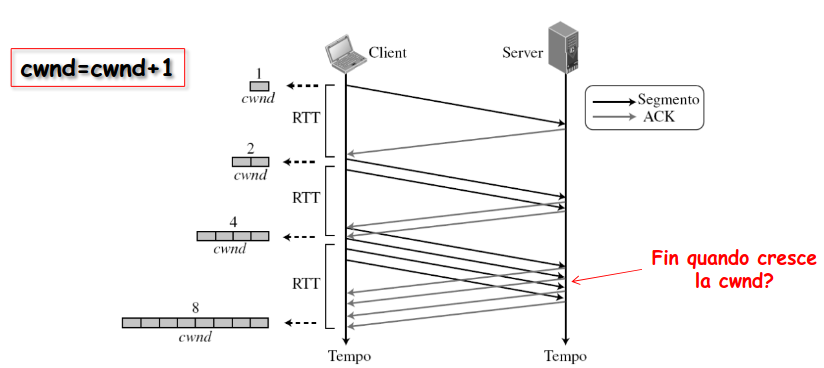 cwnd=cwnd+1
Client
Server
1
cwnd
RTT
Segmento
ACK
2
cwnd
RTT
4
cwnd
RTT
Fin quando cresce
la cwnd?
8
cwnd
Tempo
Tempo